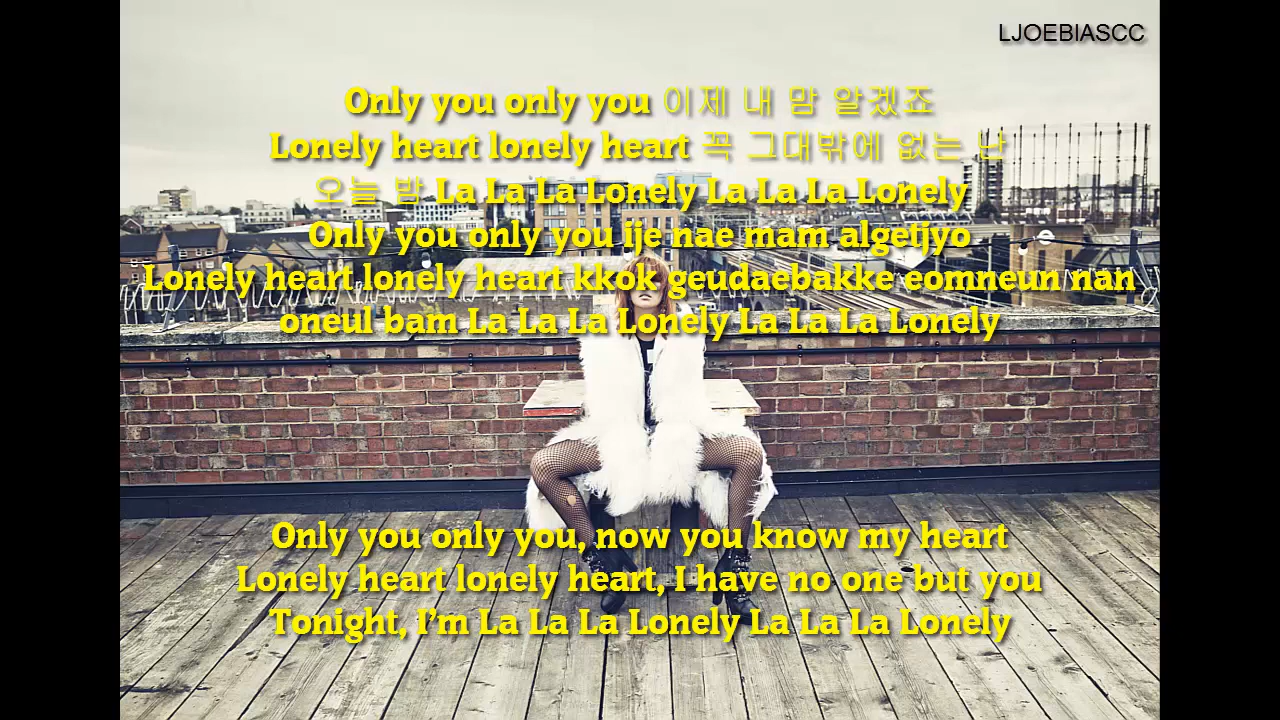 LJOEBIASCC
Only you only you 이제 내 맘 알겠죠
Lonely heart lonely heart 꼭 그대밖에 없는 난
오늘 밤 La La La Lonely La La La Lonely
Only you only you ije nae mam algetjyo
Lonely heart lonely heart kkok geudaebakke eomneun nan
oneul bam La La La Lonely La La La Lonely
Only you only you, now you know my heart
Lonely heart lonely heart, I have no one but you
Tonight, I'm La La La Lonely La La La Lonely